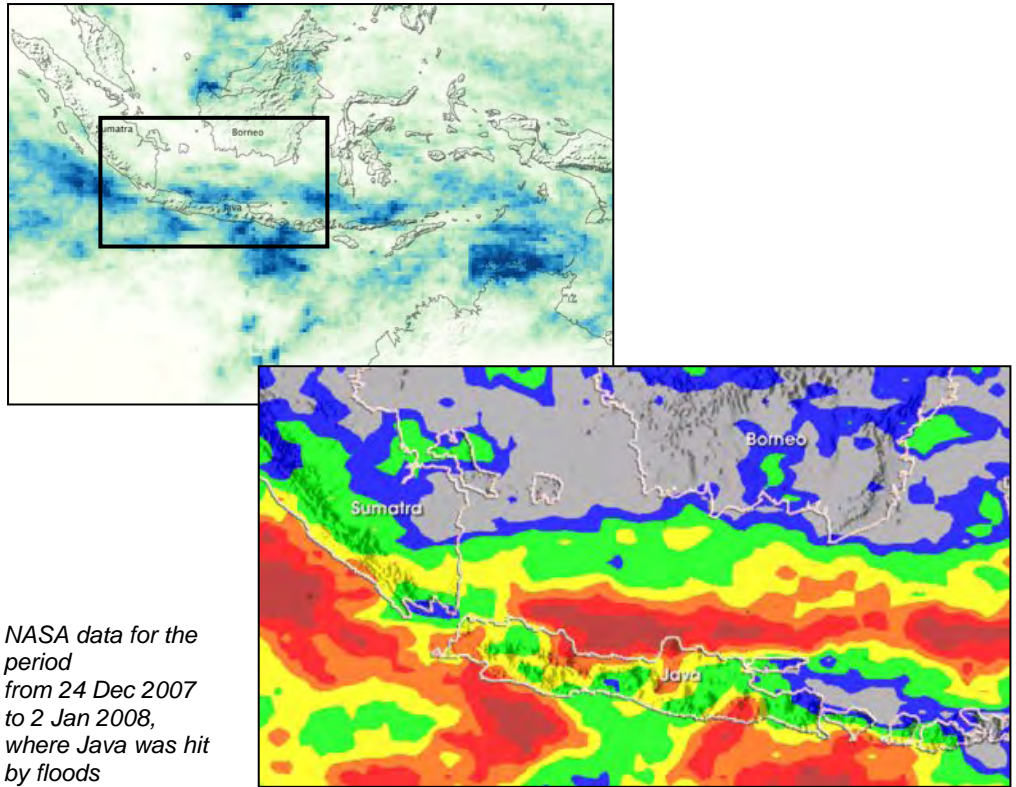 Sumatra
Borneo
Java
Borneo
Sumatra
Java
NASA data for the
period
from 24 Dec 2007
to 2 Jan 2008,
where Java was hit
by floods